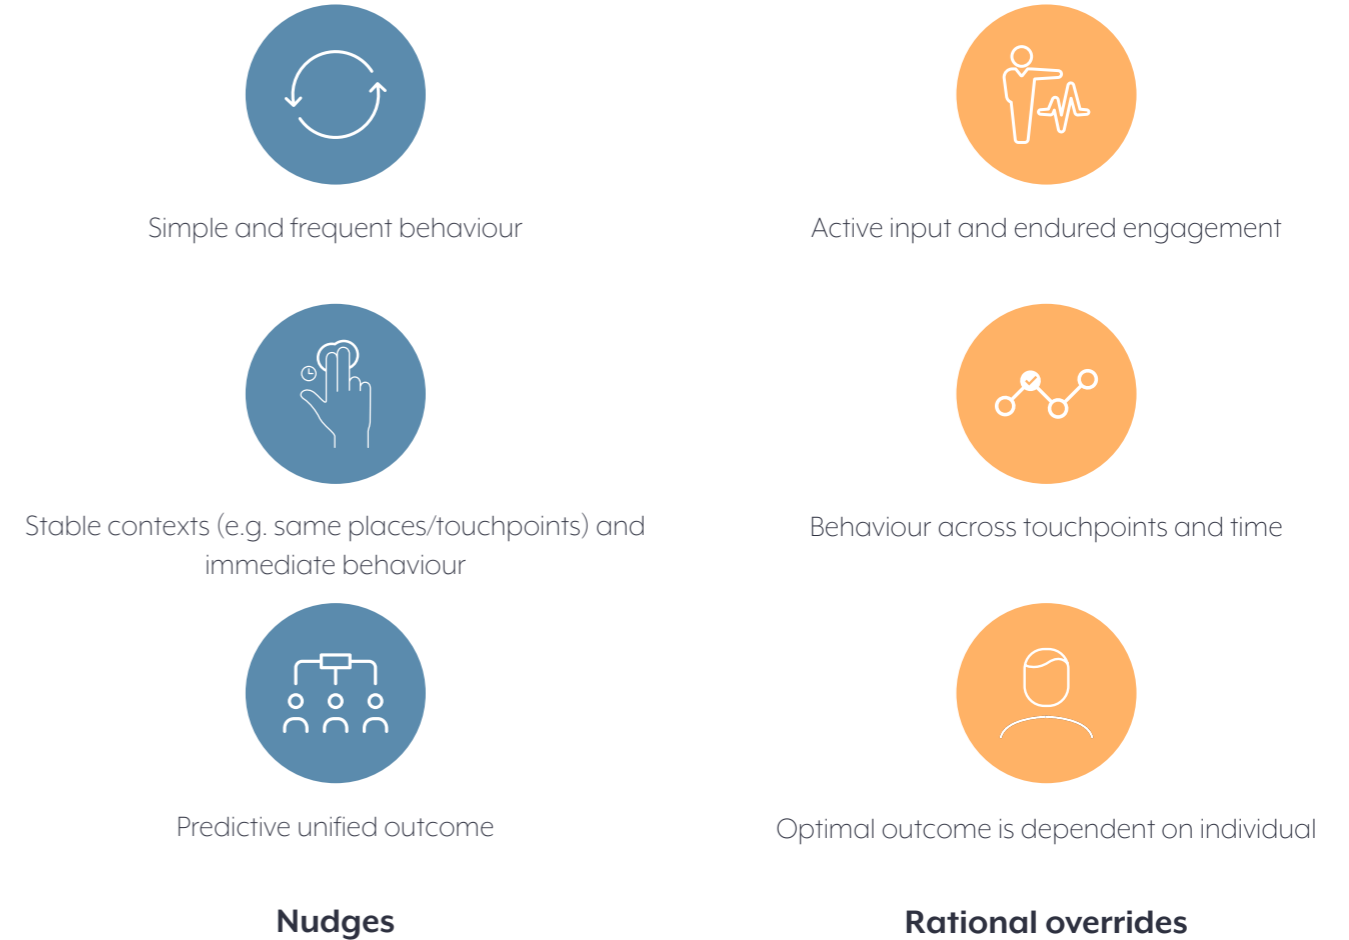 Simple and frequent behaviour
Active input and endured engagement
Stable contexts (e.g. same places/touchpoints) and
immediate behaviour
Behaviour across touchpoints and time
Predictive unified outcome
Optimal outcome is dependent on individual
Nudges
Rational overrides